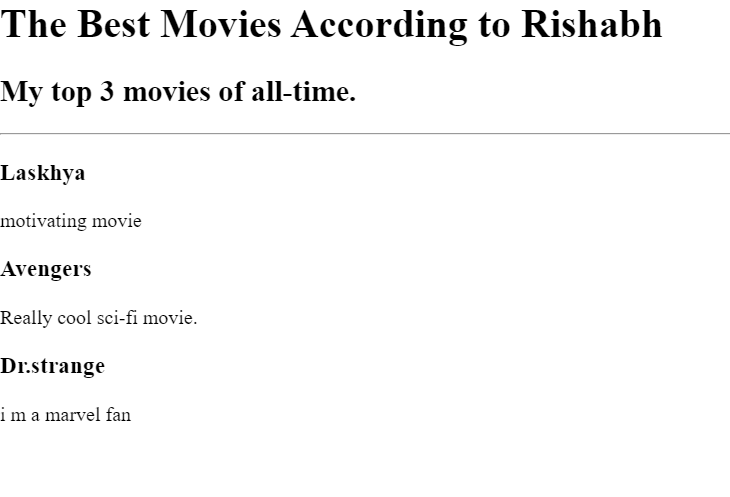 The Best Movies According to Rishabh
My top 3 movies of all-time.
Laskhya
motivating movie
Avengers
Really cool sci-fi movie.
Dr.strange
i m a marvel fan